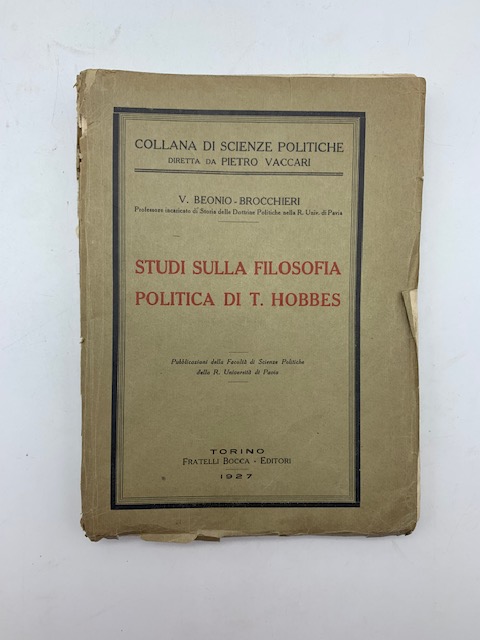 COLLANA DI SCIENZE POLITICHE
DIRETTA DA PIETRO VACCARI
V. BEONIO-BROCCHIERI
Professore incaricato di Storia delle Dottrine Politiche nella R. Univ. di Pavia
STUDI SULLA FILOSOFIA
POLITICA DI T. HOBBES
Pubblicazioni della Facoltà di Scienze Politiche
della R. Università di Pavia
TORINO
FRATELLI BOCCA - EDITORI
1927